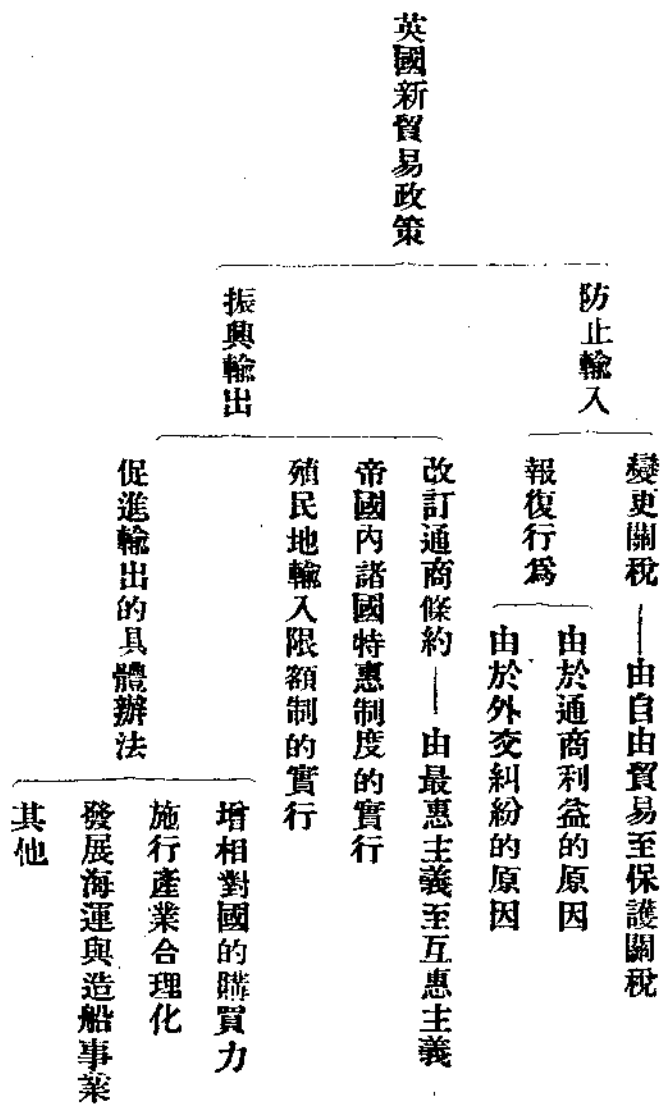 英國新貿易政策
防止輸入
變更關稅——由自由貿易至保護關稅
報復行爲
由於通商利益的原因
由於外交糾紛的原因
振興輸出
改訂通商條約——由最惠主義至互惠主義
帝國內諸國特惠制度的實行
殖民地輸入限額制的實行
促進輸出的具體辦法
增相對國的購買力
施行產業合理化
發展海運與造船事業
其他